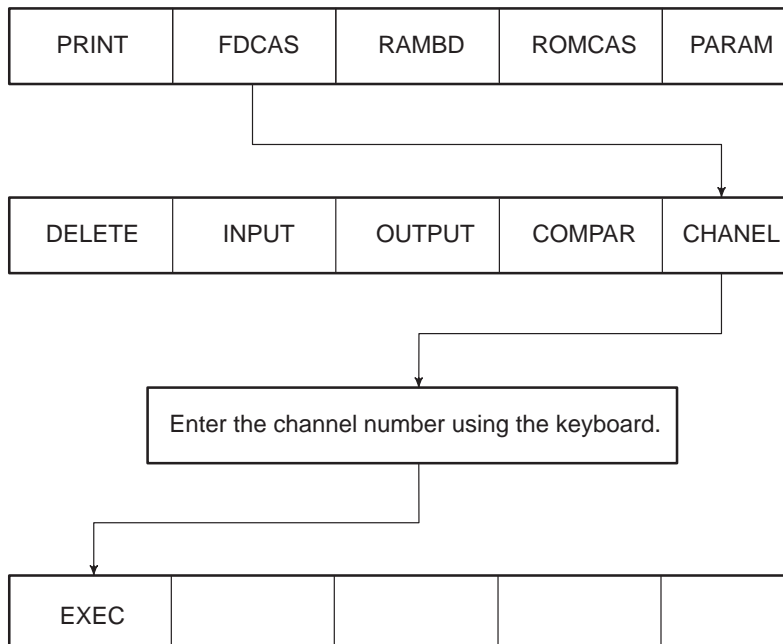 PRINT FDCAS RAMBD ROMCAS PARAM
DELETE INPUT OUTPUT COMPAR CHANEL
Enter the channel number using the keyboard.
EXEC